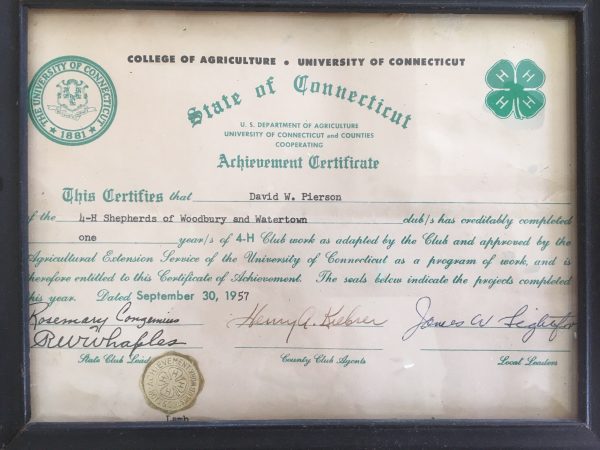 COLLEGE OF AGRICULTURE • UNIVERSITY OF CONNECTICUT
THE UNIVERSITY OF CONNECTICUT
★ 1881 ★
H H H H
State of Connecticut
U. S. DEPARTMENT OF AGRICULTURE
UNIVERSITY OF CONNECTICUT and COUNTIES
COOPERATING
Achievement Certificate
This Certifies that David W. Pierson
of the 4-H Shepherds of Woodbury and Watertown club/s has creditably completed
one year/s of 4-H Club work as adapted by the Club and approved by the
Agricultural Extension Service of the University of Connecticut as a program of work, and is
therefore entitled to this Certificate of Achievement. The seals below indicate the projects completed
this year. Dated September 30, 1957
Rosemary
Henry A. James W
State Club Leader County Club Agents Local Leaders
ACHIEVEMENT
Lamb